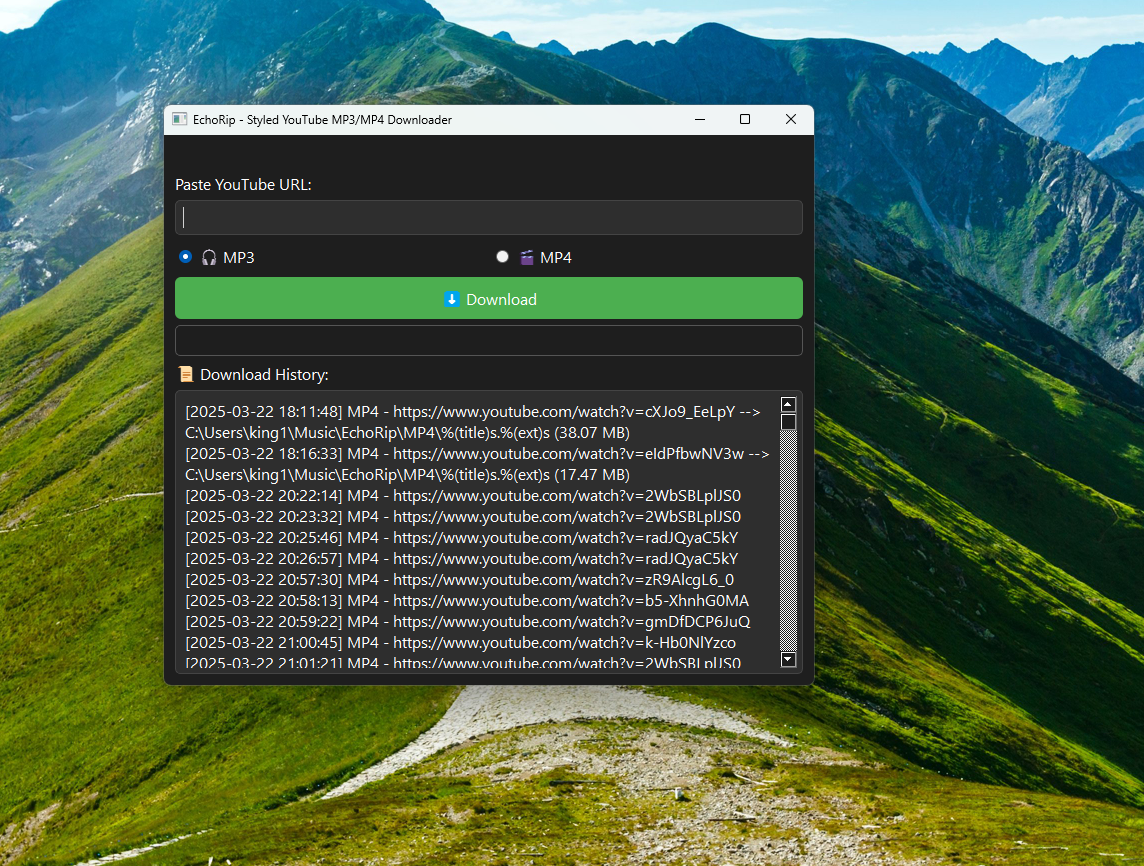 EchoRip - Styled YouTube MP3/MP4 Downloader
Paste YouTube URL:
MP3
MP4
Download
Download History:
[2025-03-22 18:11:48] MP4 - https://www.youtube.com/watch?v=cXJo9_EeLpY -->
C:\Users\king1\Music\EchoRip\MP4\%(title)s.%(ext)s (38.07 MB)
[2025-03-22 18:16:33] MP4 - https://www.youtube.com/watch?v=eIdPfbwNV3w -->
C:\Users\king1\Music\EchoRip\MP4\%(title)s.%(ext)s (17.47 MB)
[2025-03-22 20:22:14] MP4 - https://www.youtube.com/watch?v=2WbSBLplJS0
[2025-03-22 20:23:32] MP4 - https://www.youtube.com/watch?v=2WbSBLplJS0
[2025-03-22 20:25:46] MP4 - https://www.youtube.com/watch?v=radJQyaC5kY
[2025-03-22 20:26:57] MP4 - https://www.youtube.com/watch?v=radJQyaC5kY
[2025-03-22 20:57:30] MP4 - https://www.youtube.com/watch?v=zR9AlcgL6_0
[2025-03-22 20:58:13] MP4 - https://www.youtube.com/watch?v=b5-XhnhG0MA
[2025-03-22 20:59:22] MP4 - https://www.youtube.com/watch?v=gmDfDCP6JuQ
[2025-03-22 21:00:45] MP4 - https://www.youtube.com/watch?v=k-Hb0NlYzco
[2025-03-22 21:01:21] MP4 - https://www.youtube.com/watch?v=2WbSBLplJS0